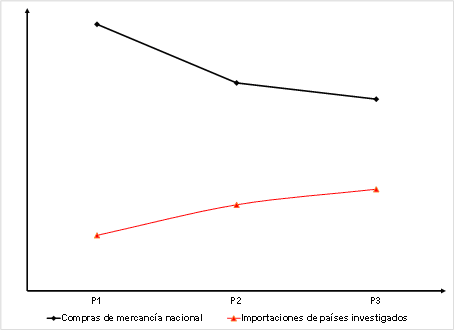 P1 P2 P3
Compras de mercancía nacional Importaciones de países investigados